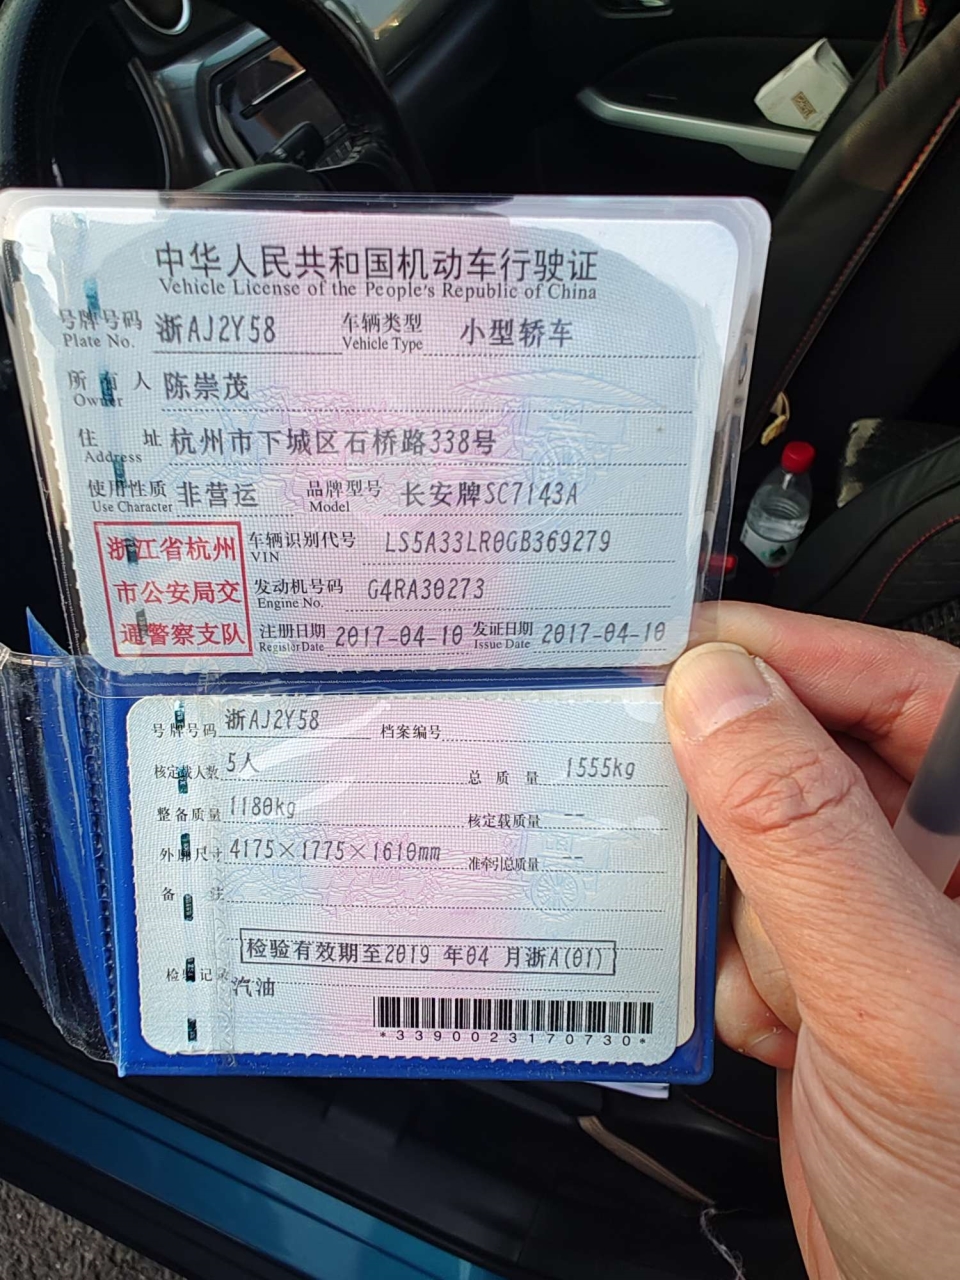 中华人民共和国机动车行驶证
Vehicle License of the People's Republic of China
号牌号码 浙AJ2Y58 车辆类型 小型轿车
Plate No. Vehicle Type
所有人 陈崇茂
Owner
住址 杭州市下城区石桥路338号
Address
使用性质 非营运 品牌型号 长安牌SC7143A
Use Character Model
浙江省杭州
市公安局交
通警察支队
车辆识别代号 LS5A33LR0GB369279
VIN
发动机号码 G4RA30273
Engine No.
注册日期 2017-04-10 发证日期 2017-04-10
Register Date Issue Date
号牌号码 浙AJ2Y58 档案编号
核定载人数 5人 总质量 1555kg
整备质量 1180kg 核定载质量 --
外廓尺寸 4175×1775×1610mm 准牵引总质量 --
备注
检验有效期至2019 年04 月浙A(01)
检验记录
汽油
*3390023170730*